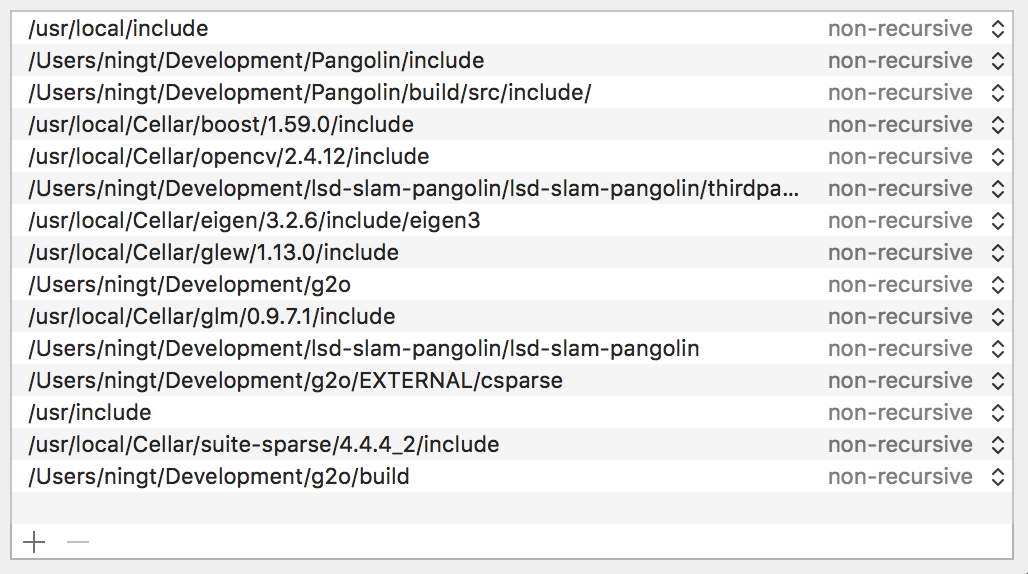 /usr/local/include non-recursive
/Users/ningt/Development/Pangolin/include non-recursive
/Users/ningt/Development/Pangolin/build/src/include/ non-recursive
/usr/local/Cellar/boost/1.59.0/include non-recursive
/usr/local/Cellar/opencv/2.4.12/include non-recursive
/Users/ningt/Development/lsd-slam-pangolin/lsd-slam-pangolin/thirdpa... non-recursive
/usr/local/Cellar/eigen/3.2.6/include/eigen3 non-recursive
/usr/local/Cellar/glew/1.13.0/include non-recursive
/Users/ningt/Development/g2o non-recursive
/usr/local/Cellar/glm/0.9.7.1/include non-recursive
/Users/ningt/Development/lsd-slam-pangolin/lsd-slam-pangolin non-recursive
/Users/ningt/Development/g2o/EXTERNAL/csparse non-recursive
/usr/include non-recursive
/usr/local/Cellar/suite-sparse/4.4.4_2/include non-recursive
/Users/ningt/Development/g2o/build non-recursive